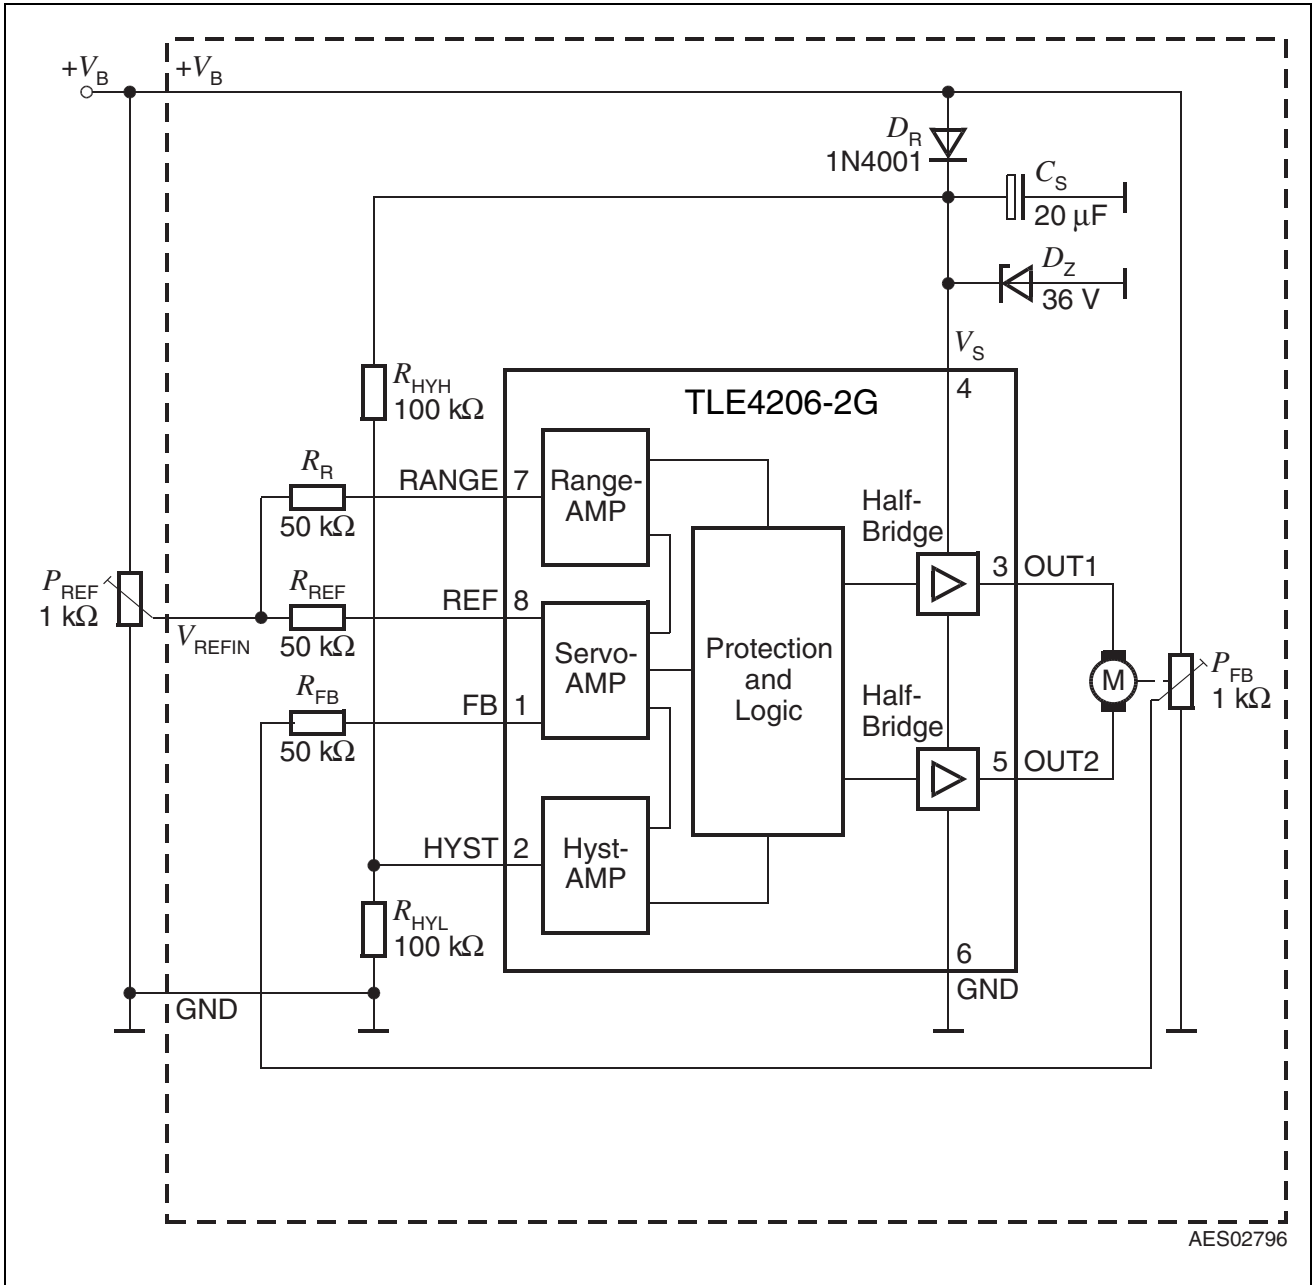 +VB
+VB
DR
1N4001
CS
20 µF
DZ
36 V
VS
4
TLE4206-2G
RHYH
100 kΩ
RR
50 kΩ
RANGE 7
Range-
AMP
Half-
Bridge
3 OUT1
PREF
1 kΩ
VREFIN
RREF
50 kΩ
REF 8
Servo-
AMP
Protection
and
Logic
M
PFB
1 kΩ
RFB
50 kΩ
FB 1
Half-
Bridge
5 OUT2
HYST 2
Hyst-
AMP
RHYL
100 kΩ
6
GND
GND
AES02796